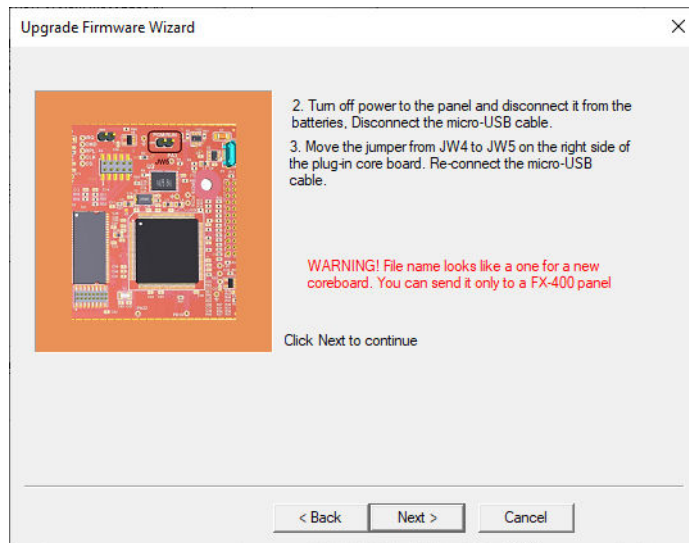 Upgrade Firmware Wizard
2. Turn off power to the panel and disconnect it from the
batteries, Disconnect the micro-USB cable.
3. Move the jumper from JW4 to JW5 on the right side of
the plug-in core board. Re-connect the micro-USB
cable.
WARNING! File name looks like a one for a new
coreboard. You can send it only to a FX-400 panel
Click Next to continue
< Back
Next >
Cancel